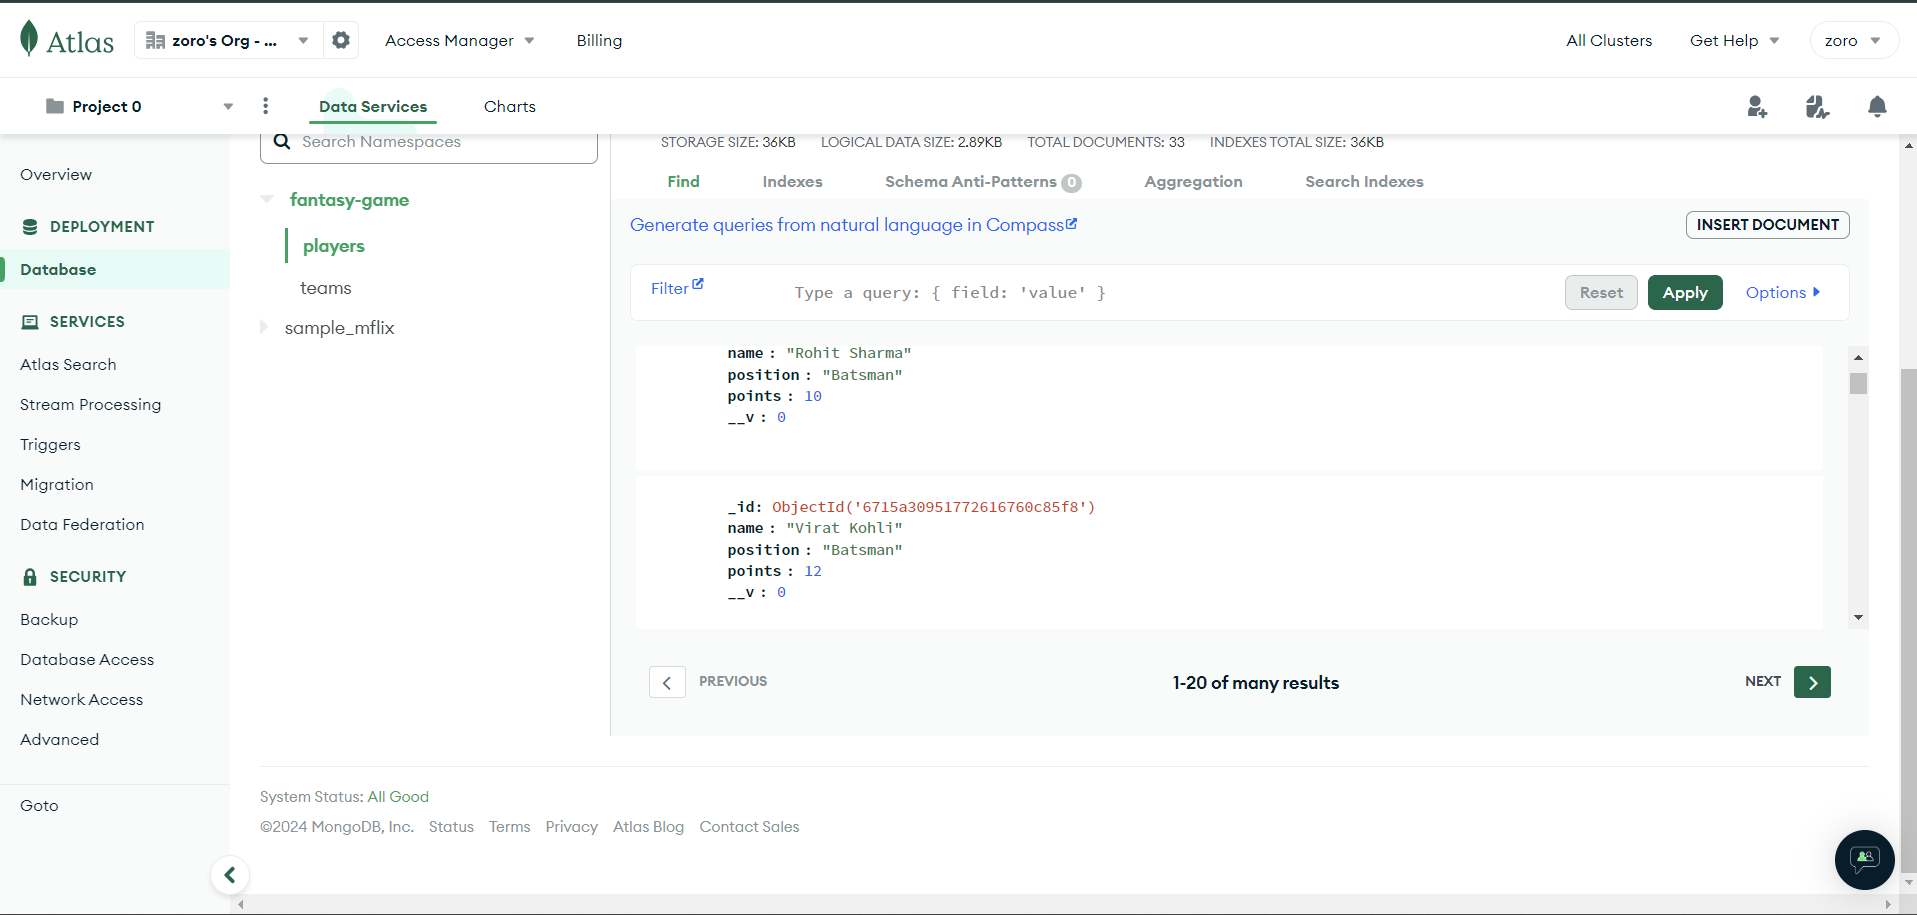 Atlas
zoro's Org - ...
Access Manager
Billing
All Clusters
Get Help
zoro
Project 0
Data Services
Charts
Overview
DEPLOYMENT
Database
SERVICES
Atlas Search
Stream Processing
Triggers
Migration
Data Federation
SECURITY
Backup
Database Access
Network Access
Advanced
Goto
Search Namespaces
fantasy-game
players
teams
sample_mflix
STORAGE SIZE: 36KB LOGICAL DATA SIZE: 2.89KB TOTAL DOCUMENTS: 33 INDEXES TOTAL SIZE: 36KB
Find Indexes Schema Anti-Patterns 0 Aggregation Search Indexes
Generate queries from natural language in Compass
INSERT DOCUMENT
Filter
Type a query: { field: 'value' }
Reset
Apply
Options
name : "Rohit Sharma"
position : "Batsman"
points : 10
__v : 0
_id: ObjectId('6715a30951772616760c85f8')
name : "Virat Kohli"
position : "Batsman"
points : 12
__v : 0
PREVIOUS
1-20 of many results
NEXT
System Status: All Good
©2024 MongoDB, Inc. Status Terms Privacy Atlas Blog Contact Sales